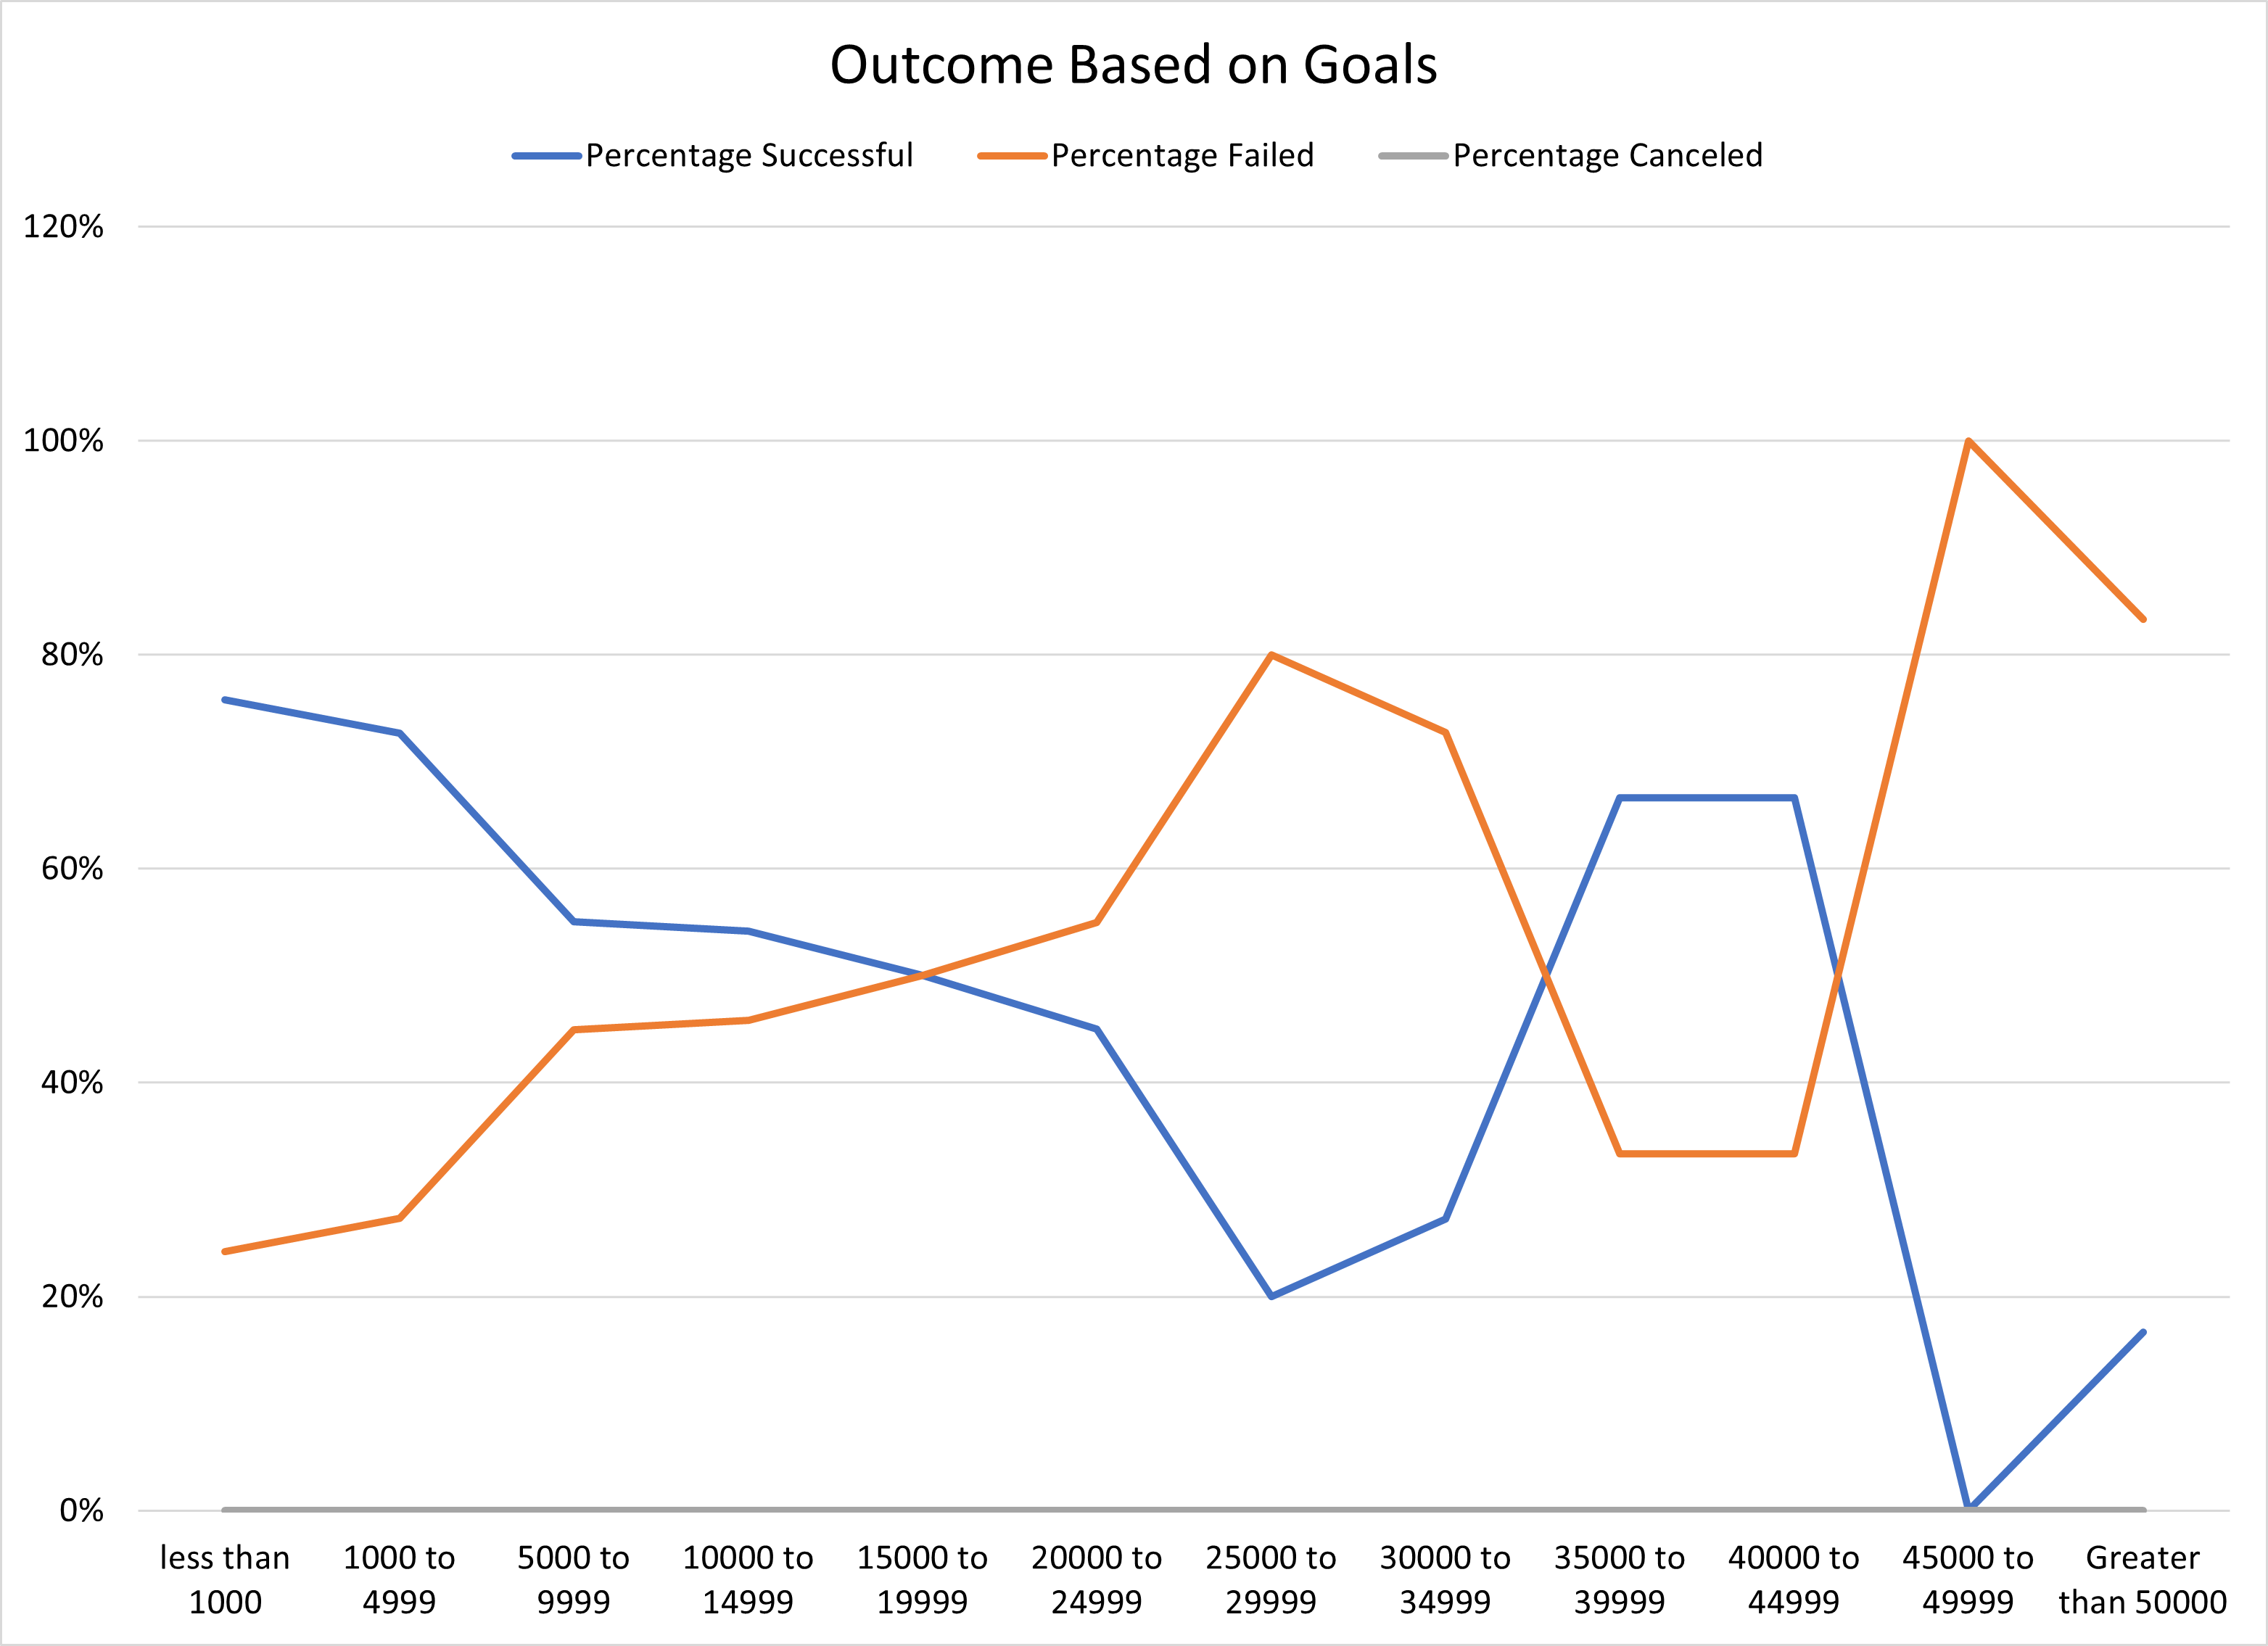 Outcome Based on Goals
Percentage Successful Percentage Failed Percentage Canceled
120%
100%
80%
60%
40%
20%
0%
less than 1000 to 5000 to 10000 to 15000 to 20000 to 25000 to 30000 to 35000 to 40000 to 45000 to Greater
1000 4999 9999 14999 19999 24999 29999 34999 39999 44999 49999 than 50000